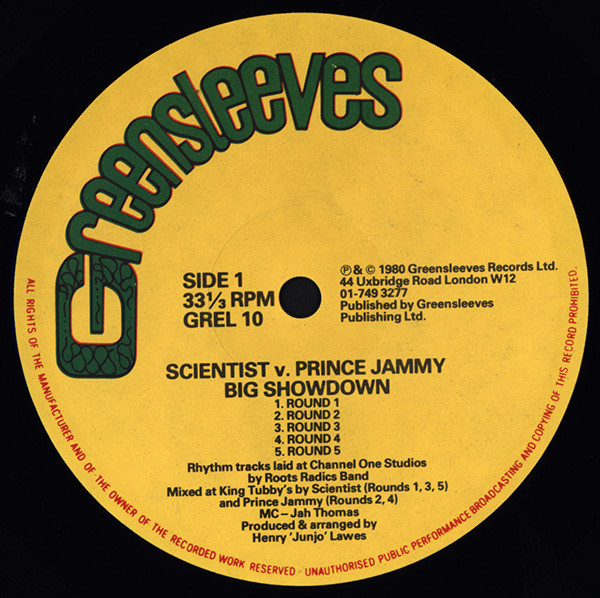 Greensleeves
SIDE 1
33⅓ RPM
GREL 10
℗ & © 1980 Greensleeves Records Ltd.
44 Uxbridge Road London W12
01-749 3277
Published by Greensleeves
Publishing Ltd.
SCIENTIST v. PRINCE JAMMY
BIG SHOWDOWN
1. ROUND 1
2. ROUND 2
3. ROUND 3
4. ROUND 4
5. ROUND 5
Rhythm tracks laid at Channel One Studios
by Roots Radics Band
Mixed at King Tubby's by Scientist (Rounds 1, 3, 5)
and Prince Jammy (Rounds 2, 4)
MC – Jah Thomas
Produced & arranged by
Henry 'Junjo' Lawes
ALL RIGHTS OF THE MANUFACTURER AND OF THE OWNER OF THE RECORDED WORK RESERVED - UNAUTHORISED PUBLIC PERFORMANCE BROADCASTING AND COPYING OF THIS RECORD PROHIBITED.